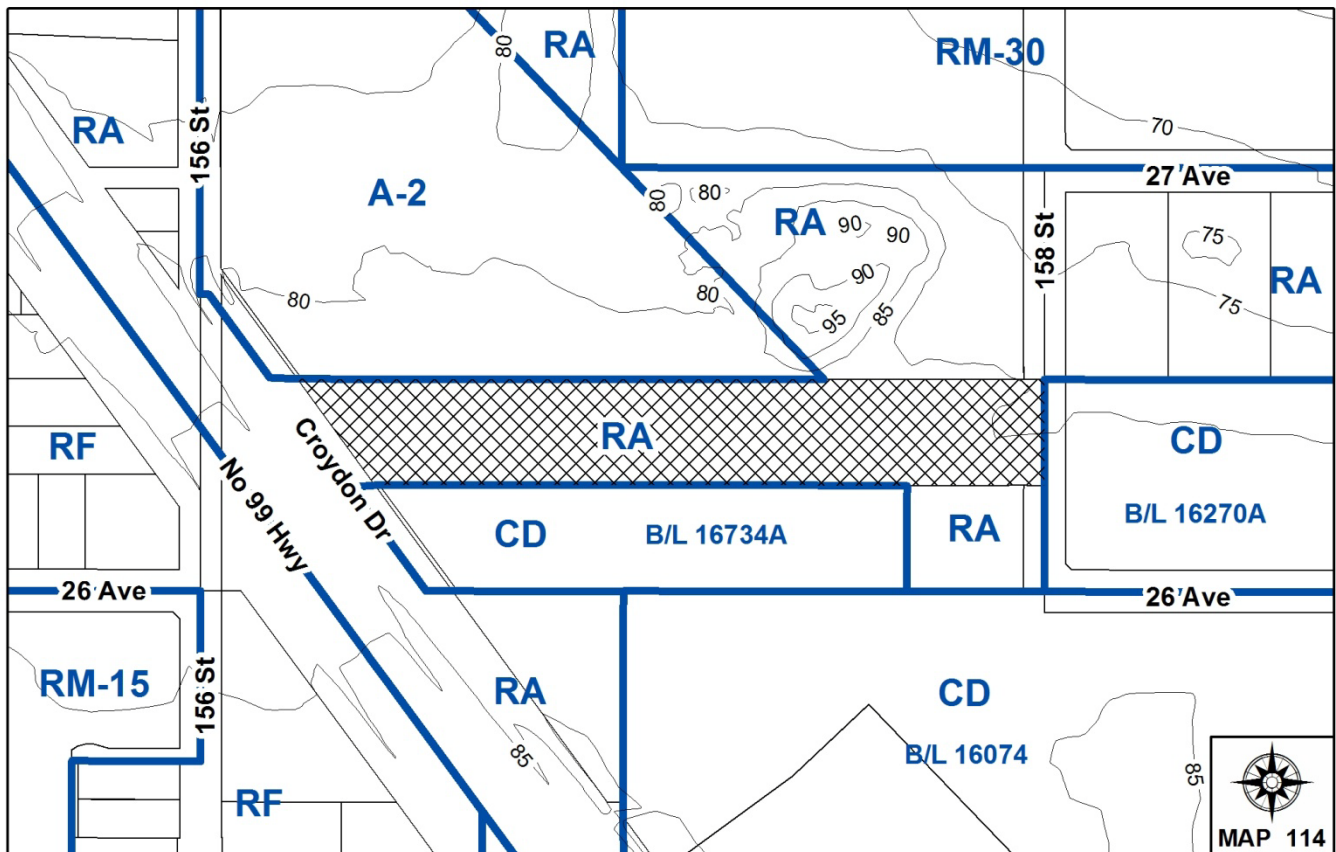 80
RA
RM-30
RA
156 St
70
27 Ave
A-2
80
80
RA
90
90
75
158 St
90
RA
80
80
75
95
85
RF
Croydon Dr
RA
CD
No 99 Hwy
CD
B/L 16734A
RA
B/L 16270A
26 Ave
26 Ave
RM-15
156 St
RA
CD
B/L 16074
85
85
RF
MAP 114